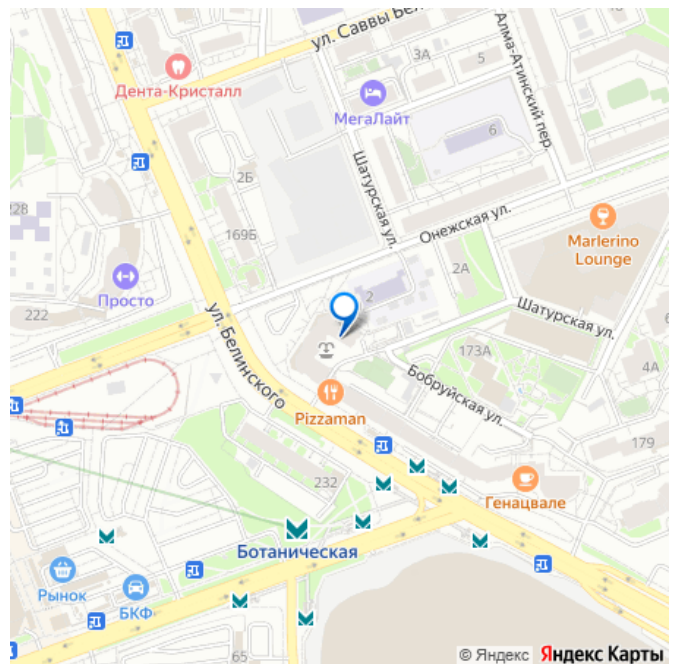 ул. Саввы Бел
3А
5
Алма-Атинский пер.
Дента-Кристалл
МегаЛайт
6
2Б
Шатурская ул.
228
169Б
Онежская ул.
Marlerino
Lounge
Просто
2А
222
2
ул. Белинского
Шатурская ул.
173А
4А
Бобруйская ул.
Pizzaman
179
232
Генацвале
Ботаническая
Рынок
БКФ
65
© Яндекс Яндекс Карты